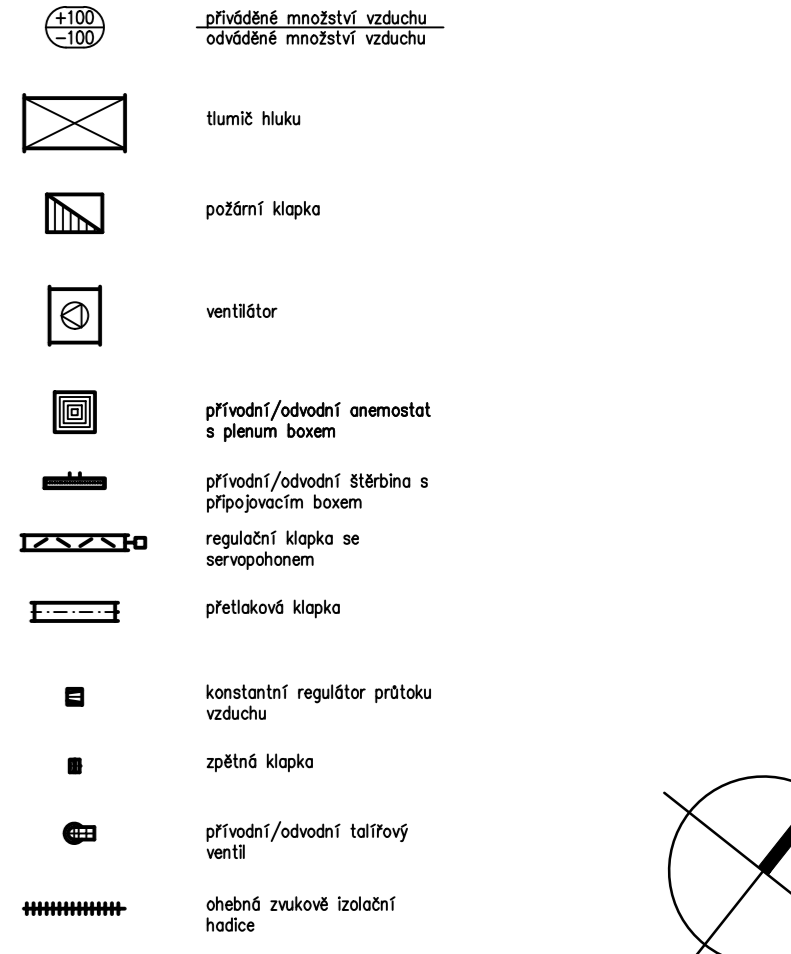 +100
-100
přiváděné množství vzduchu
odváděné množství vzduchu
tlumič hluku
požární klapka
ventilátor
přívodní/odvodní anemostat
s plenum boxem
přívodní/odvodní štěrbina s
připojovacím boxem
regulační klapka se
servopohonem
přetlaková klapka
konstantní regulátor průtoku
vzduchu
zpětná klapka
přívodní/odvodní talířový
ventil
ohebná zvukově izolační
hadice